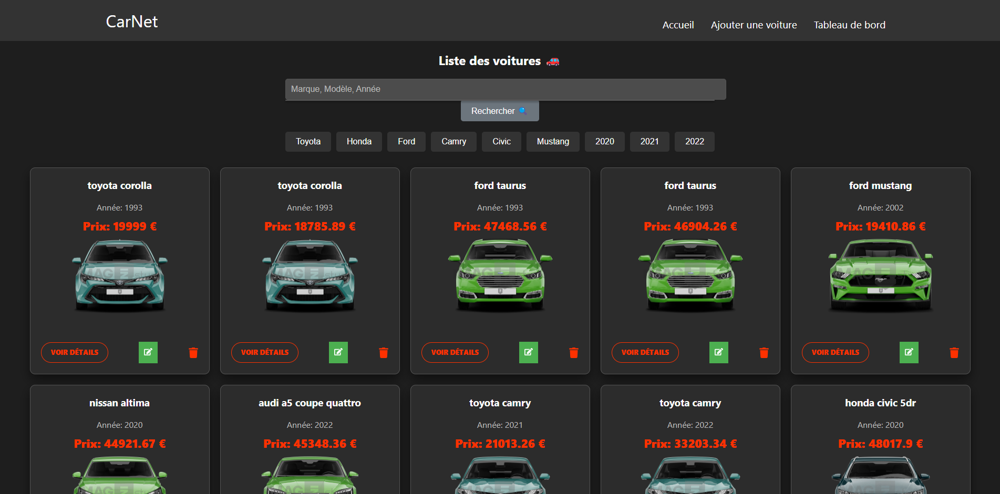 CarNet
Accueil Ajouter une voiture Tableau de bord
Liste des voitures
Marque, Modèle, Année
Rechercher
Toyota Honda Ford Camry Civic Mustang 2020 2021 2022
toyota corolla
Année: 1993
Prix: 19999 €
VOIR DÉTAILS
toyota corolla
Année: 1993
Prix: 18785.89 €
VOIR DÉTAILS
ford taurus
Année: 1993
Prix: 47468.56 €
VOIR DÉTAILS
ford taurus
Année: 1993
Prix: 46904.26 €
VOIR DÉTAILS
ford mustang
Année: 2002
Prix: 19410.86 €
VOIR DÉTAILS
nissan altima
Année: 2020
Prix: 44921.67 €
audi a5 coupe quattro
Année: 2022
Prix: 45348.36 €
toyota camry
Année: 2021
Prix: 21013.26 €
toyota camry
Année: 2022
Prix: 33203.34 €
honda civic 5dr
Année: 2020
Prix: 48017.9 €